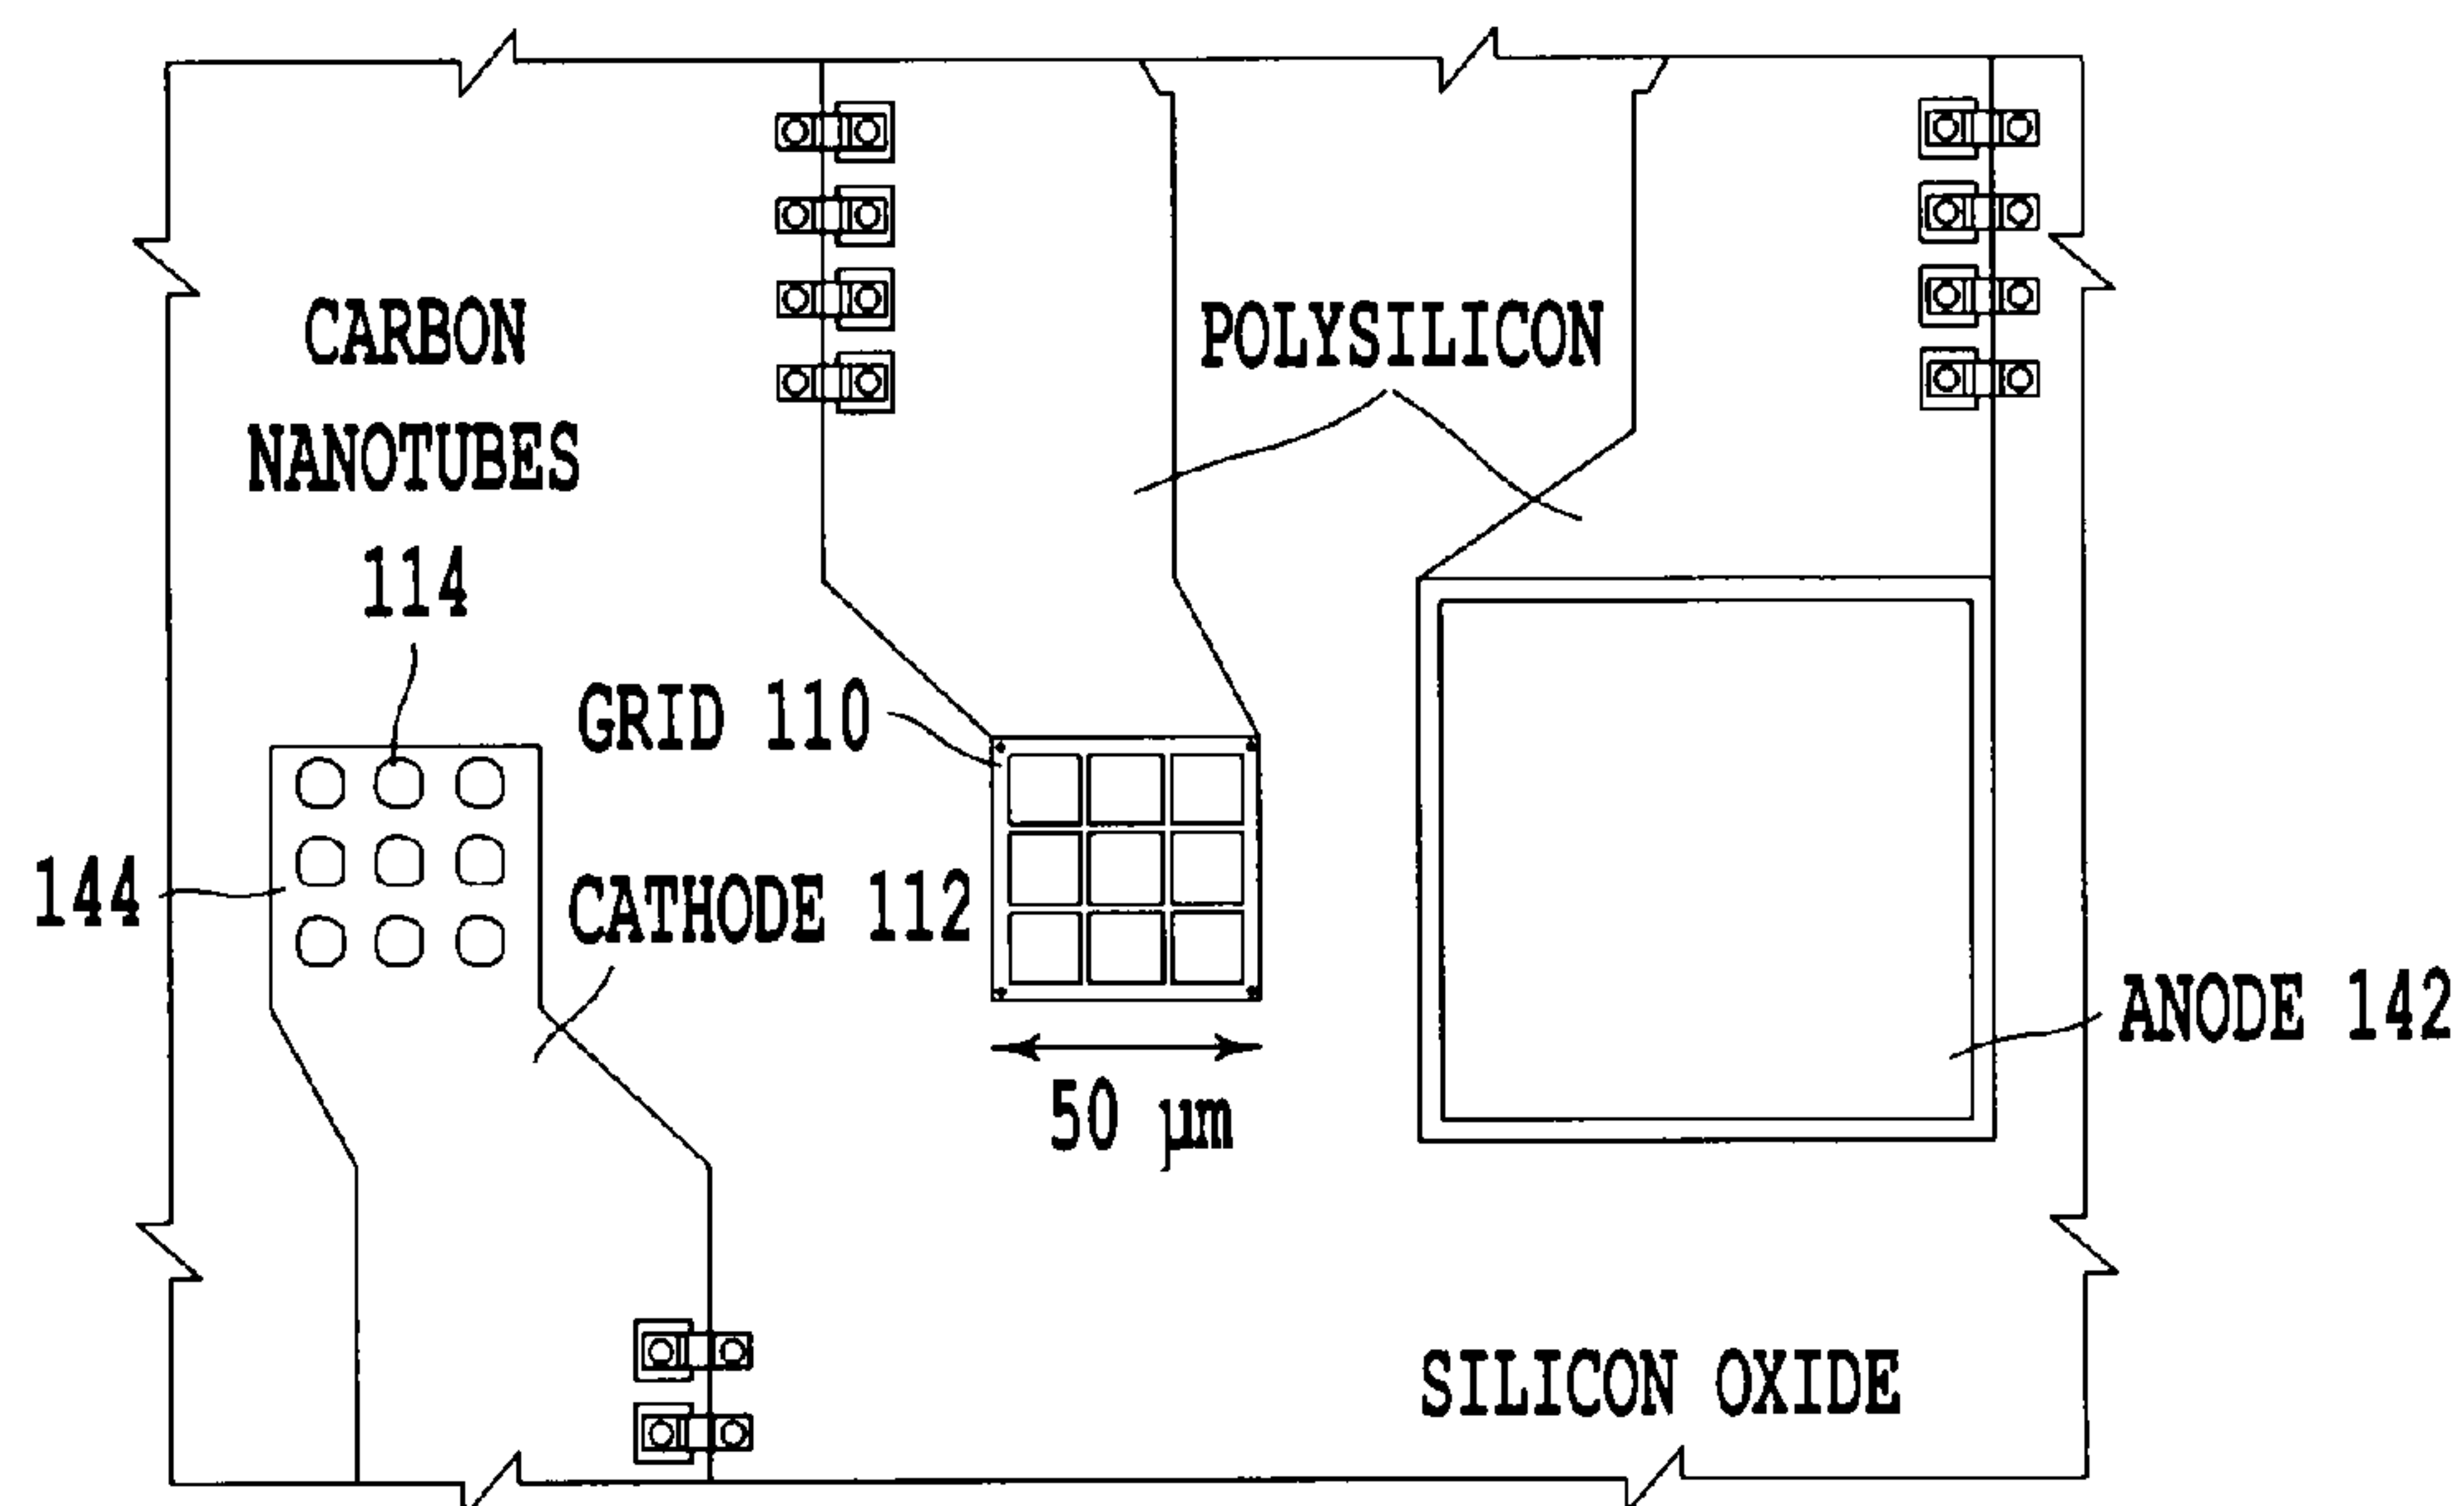 CARBON
NANOTUBES
114
POLYSILICON
GRID 110
144
CATHODE 112
ANODE 142
50 µm
SILICON OXIDE